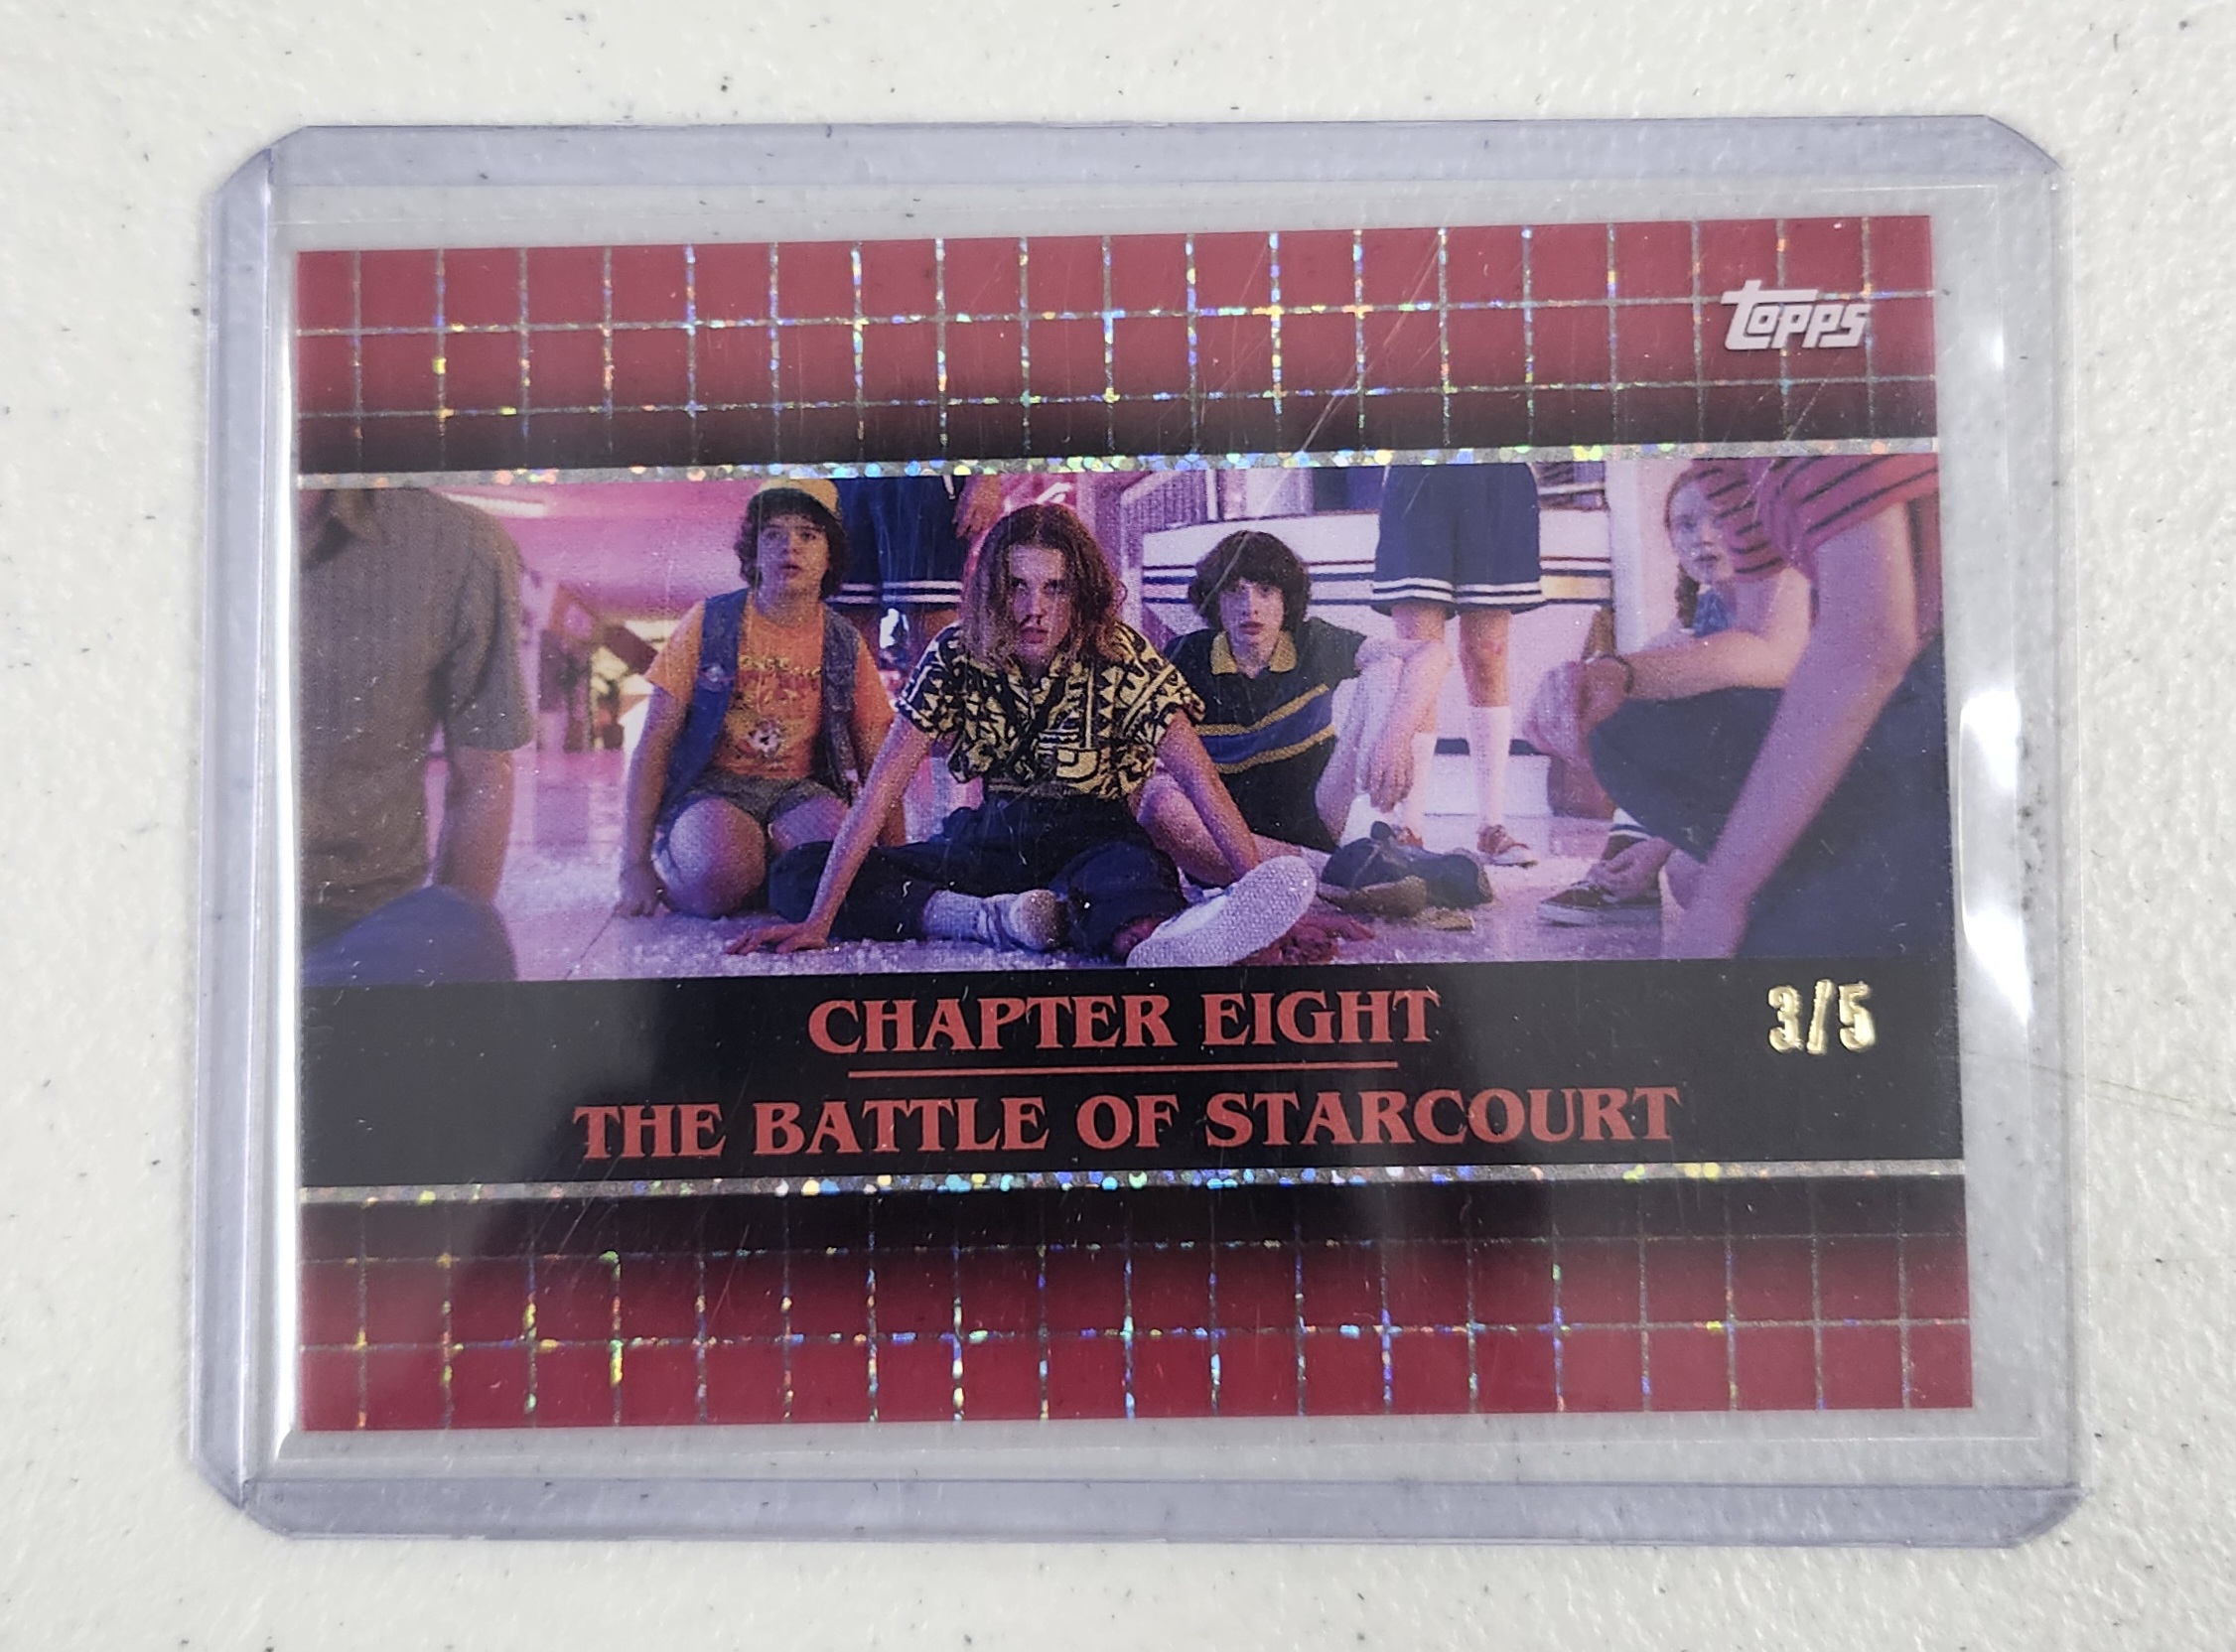 topps
CHAPTER EIGHT
3/5
THE BATTLE OF STARCOURT